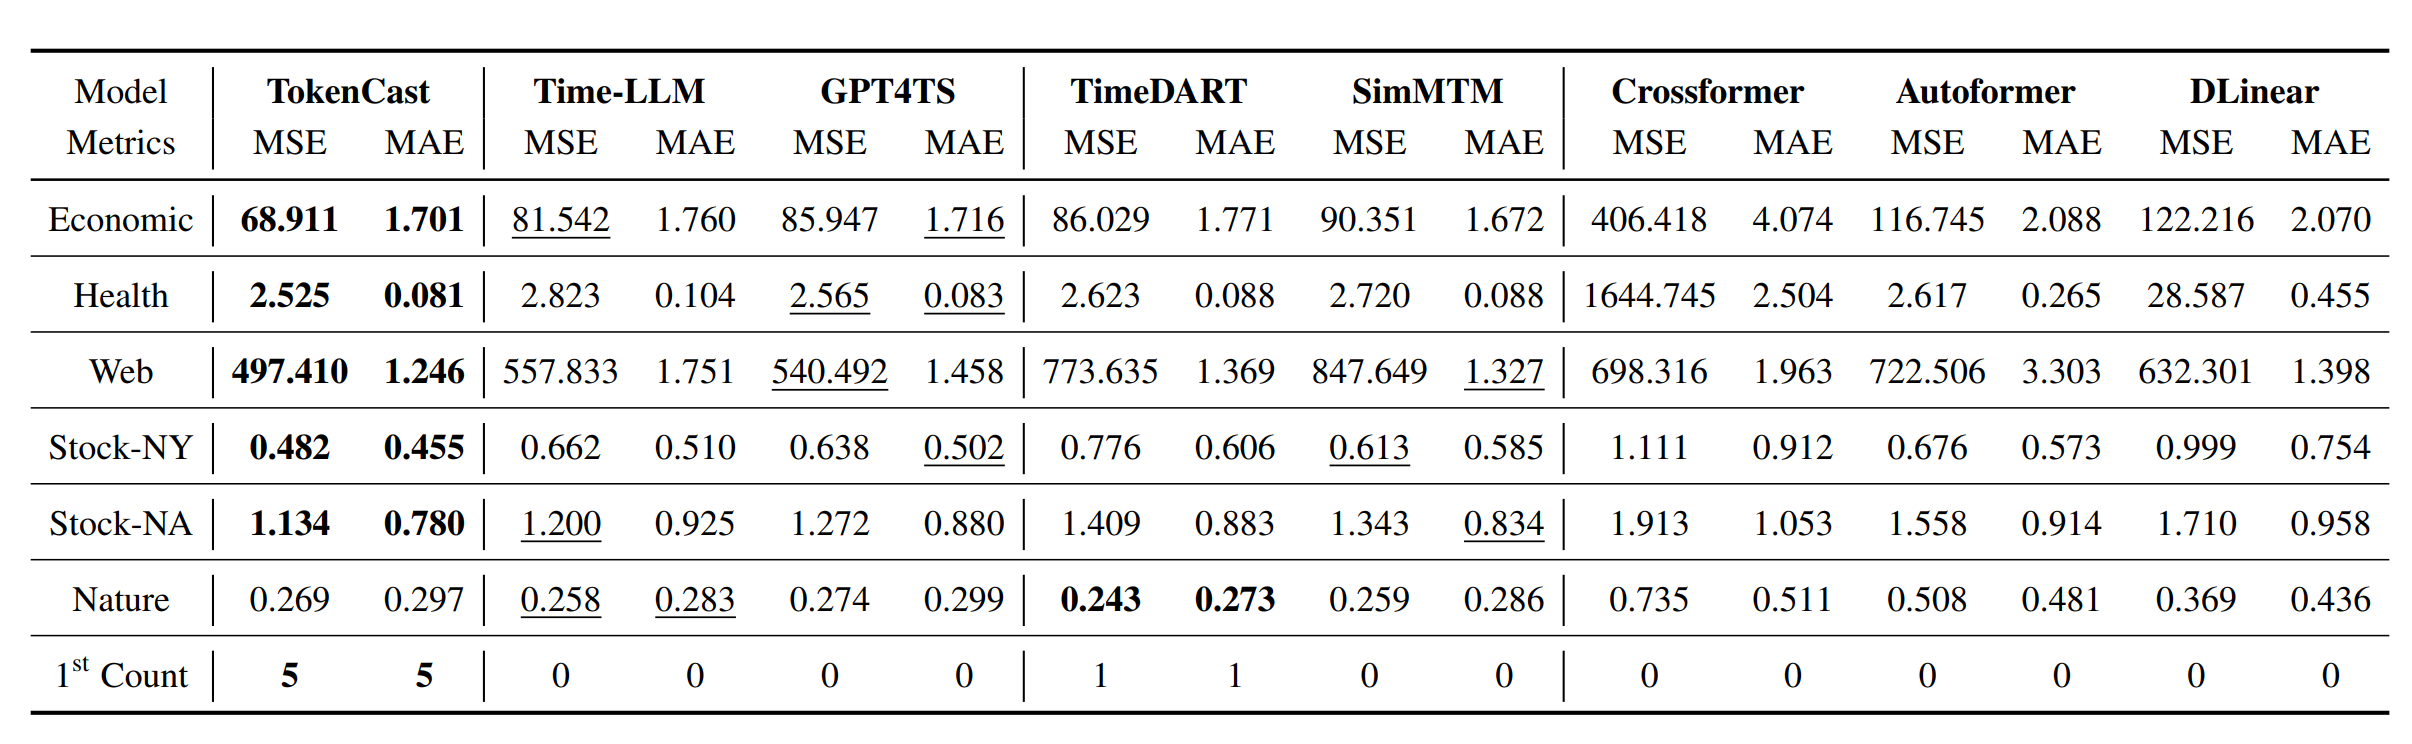 Model TokenCast Time-LLM GPT4TS TimeDART SimMTM Crossformer Autoformer DLinear
Metrics MSE MAE MSE MAE MSE MAE MSE MAE MSE MAE MSE MAE MSE MAE MSE MAE
Economic 68.911 1.701 81.542 1.760 85.947 1.716 86.029 1.771 90.351 1.672 406.418 4.074 116.745 2.088 122.216 2.070
Health 2.525 0.081 2.823 0.104 2.565 0.083 2.623 0.088 2.720 0.088 1644.745 2.504 2.617 0.265 28.587 0.455
Web 497.410 1.246 557.833 1.751 540.492 1.458 773.635 1.369 847.649 1.327 698.316 1.963 722.506 3.303 632.301 1.398
Stock-NY 0.482 0.455 0.662 0.510 0.638 0.502 0.776 0.606 0.613 0.585 1.111 0.912 0.676 0.573 0.999 0.754
Stock-NA 1.134 0.780 1.200 0.925 1.272 0.880 1.409 0.883 1.343 0.834 1.913 1.053 1.558 0.914 1.710 0.958
Nature 0.269 0.297 0.258 0.283 0.274 0.299 0.243 0.273 0.259 0.286 0.735 0.511 0.508 0.481 0.369 0.436
1st Count 5 5 0 0 0 0 1 1 0 0 0 0 0 0 0 0